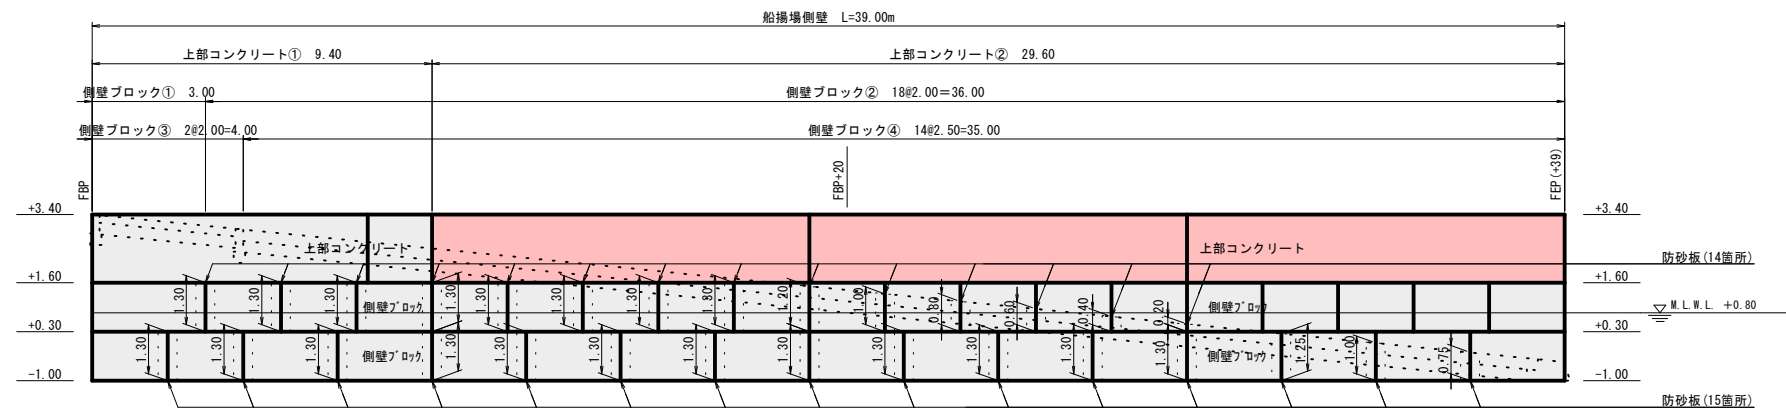 船揚場側壁 L=39.00m
上部コンクリート① 9.40
上部コンクリート② 29.60
側壁ブロック① 3.00
側壁ブロック② 18@2.00＝36.00
側壁ブロック③ 2@2.00=4.00
側壁ブロック④ 14@2.50=35.00
FBP
FBP+20
FEP(+39)
+3.40
+3.40
上部コンクリート
上部コンクリート
防砂板(14箇所)
+1.60
+1.60
1.30
1.30
1.30
1.30
1.30
1.30
1.30
1.30
1.20
1.00
0.80
0.60
0.40
0.20
側壁ブロック
側壁ブロック
M.L.W.L. +0.80
+0.30
+0.30
1.30
1.30
1.30
1.30
1.30
1.30
1.30
1.30
1.30
1.30
1.30
1.30
1.25
1.00
0.75
側壁ブロック
側壁ブロック
-1.00
-1.00
防砂板(15箇所)